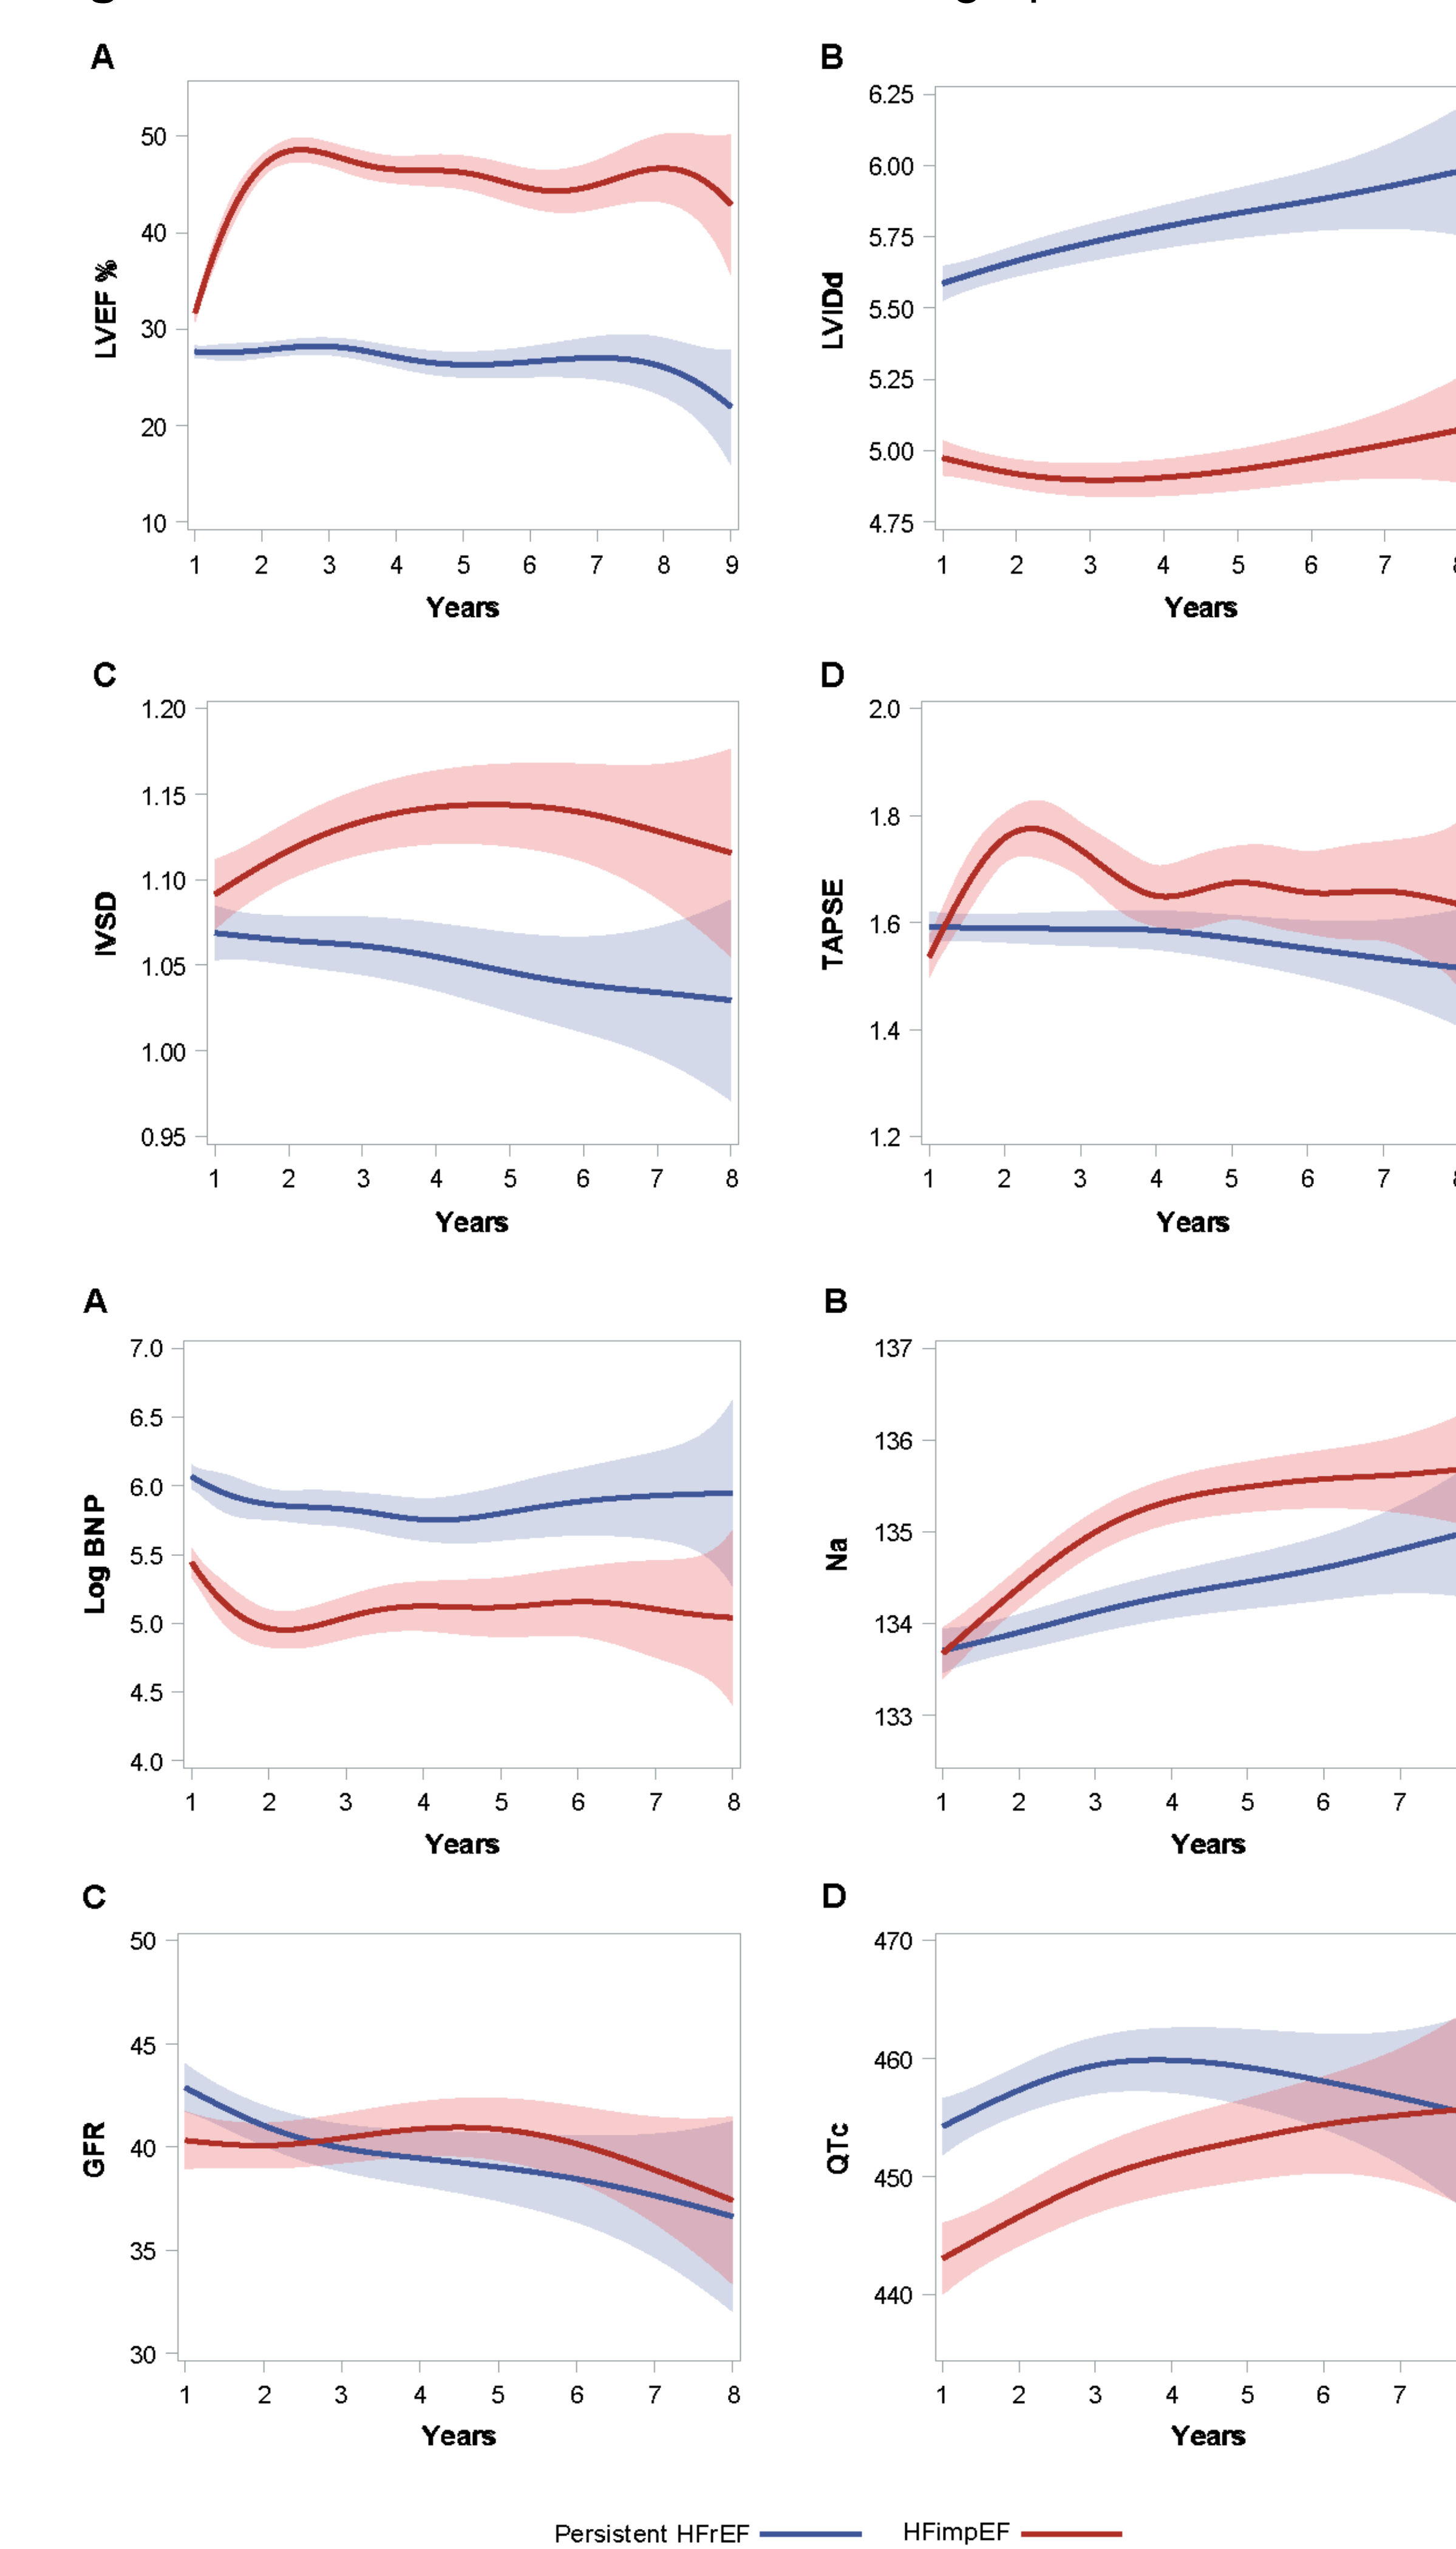 A
50
40
30
20
10
LVEF %
1 2 3 4 5 6 7 8 9
Years
B
6.25
6.00
5.75
5.50
5.25
5.00
4.75
LVIDd
1 2 3 4 5 6 7
Years
C
1.20
1.15
1.10
1.05
1.00
0.95
IVSD
1 2 3 4 5 6 7 8
Years
D
2.0
1.8
1.6
1.4
1.2
TAPSE
1 2 3 4 5 6 7
Years
A
7.0
6.5
6.0
5.5
5.0
4.5
4.0
Log BNP
1 2 3 4 5 6 7 8
Years
B
137
136
135
134
133
Na
1 2 3 4 5 6 7
Years
C
50
45
40
35
30
GFR
1 2 3 4 5 6 7 8
Years
D
470
460
450
440
QTc
1 2 3 4 5 6 7
Years
Persistent HFrEF HFimpEF